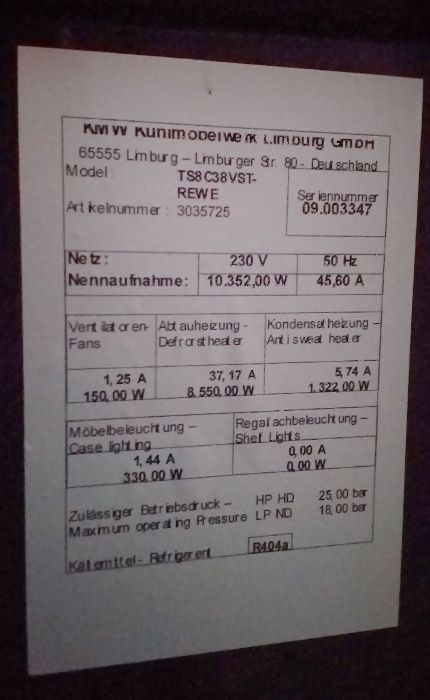 KMW Kühlmöbelwerk Limburg GmbH
65555 Limburg – Limburger Str. 80 - Deutschland
Model: TS8C38VST-
REWE
Seriennummer
09.003347
Artikelnummer: 3035725
Netz: 230 V 50 Hz
Nennaufnahme: 10.352,00 W 45,60 A
Ventilatoren- Abtauheizung - Kondensatheizung –
Fans Defrorstheater Antisweat heater
1,25 A 37,17 A 5,74 A
150,00 W 8.550,00 W 1.322,00 W
Möbelbeleuchtung – Regalfachbeleuchtung –
Case lighting Shelf Lights
1,44 A 0,00 A
330,00 W 0,00 W
Zulässiger Betriebsdruck – HP HD 25,00 bar
Maximum operating Pressure LP ND 18,00 bar
Kältemittel - Refrigerent R404a